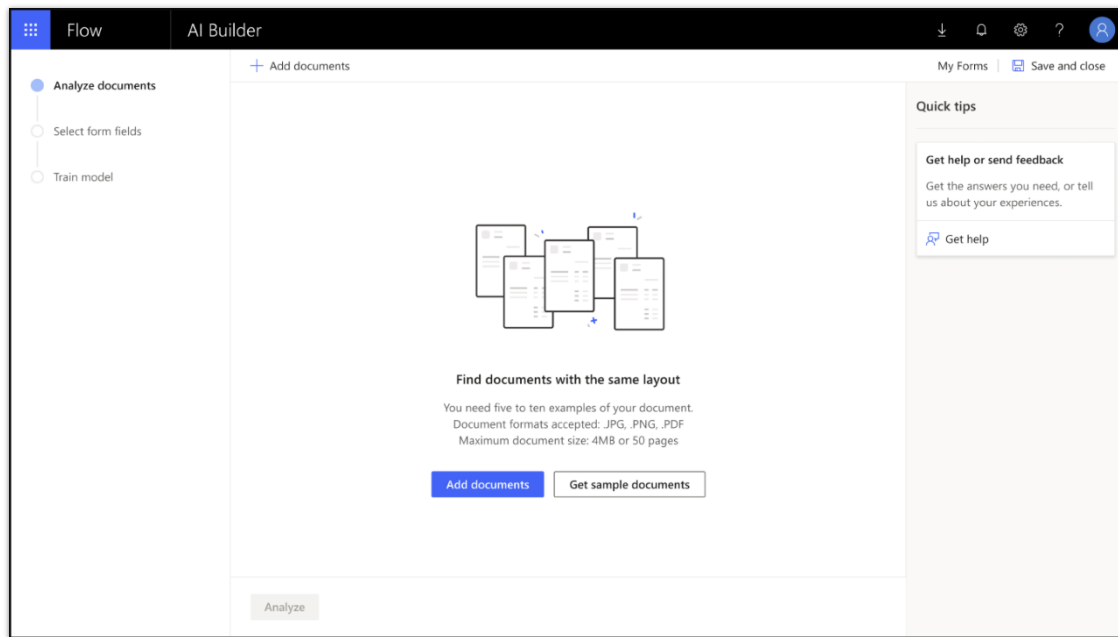 Flow
AI Builder
?
Analyze documents
Select form fields
Train model
Add documents
My Forms
Save and close
Quick tips
Get help or send feedback
Get the answers you need, or tell
us about your experiences.
Get help
Find documents with the same layout
You need five to ten examples of your document.
Document formats accepted: .JPG, .PNG, .PDF
Maximum document size: 4MB or 50 pages
Add documents
Get sample documents
Analyze